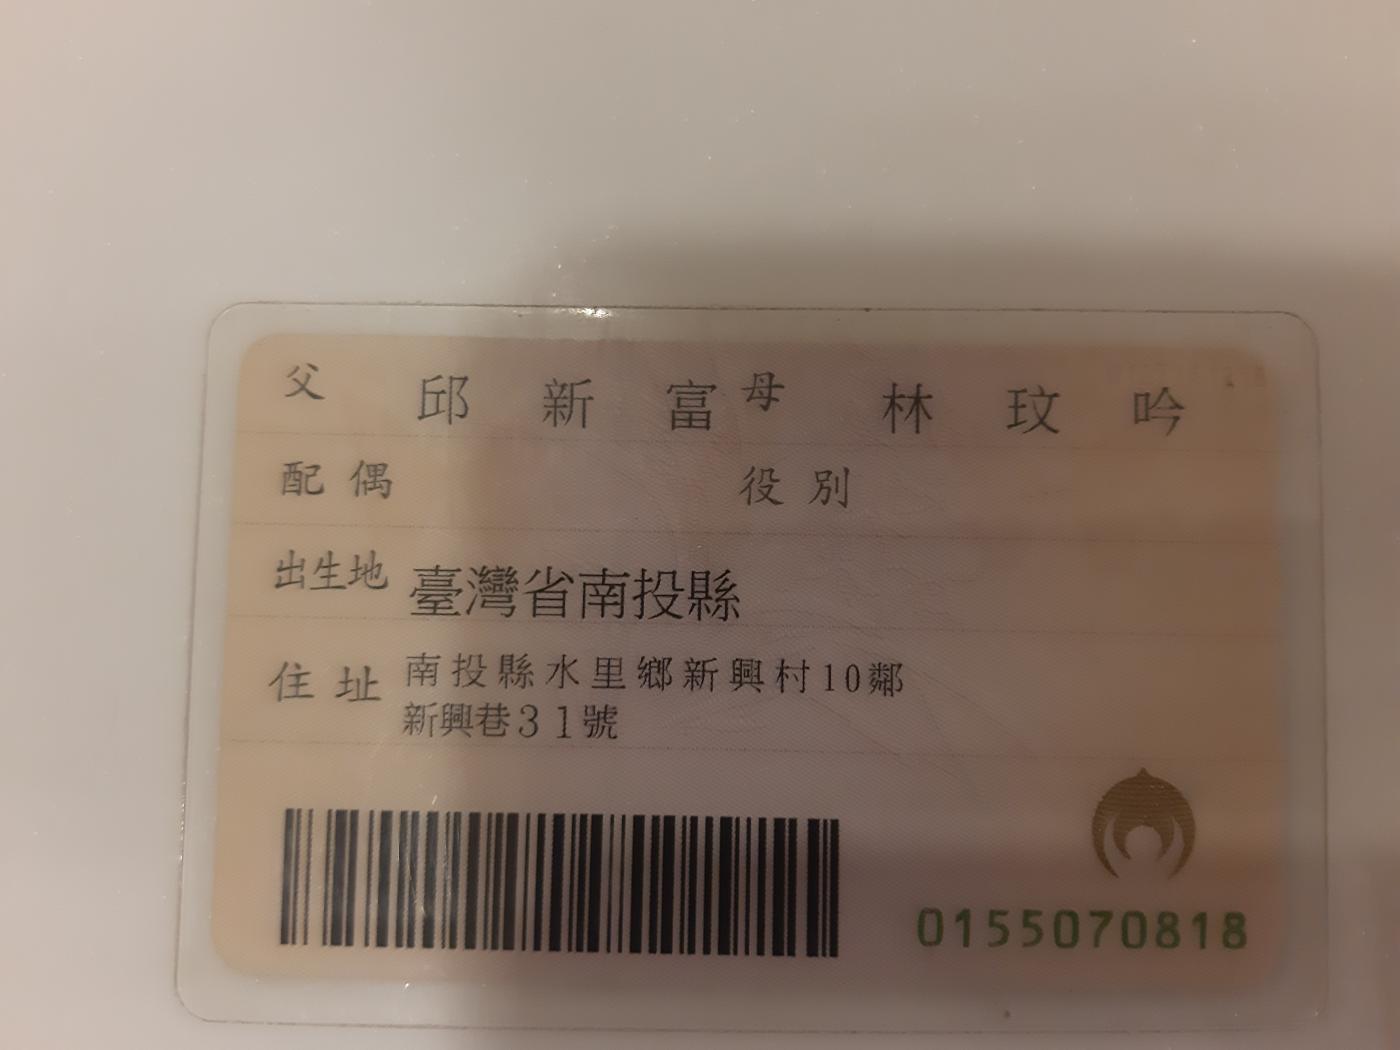 父 邱新富 母 林玟吟
配偶 役別
出生地 臺灣省南投縣
住址 南投縣水里鄉新興村10鄰
新興巷31號
0155070818